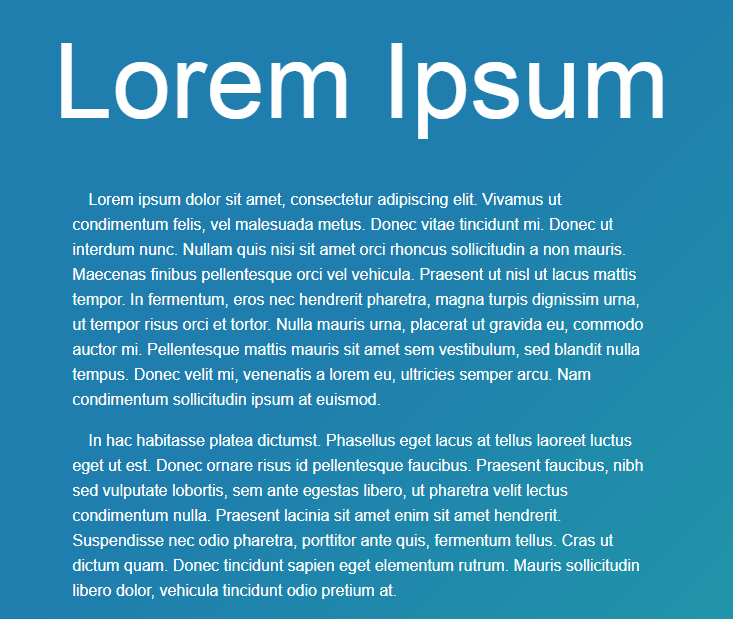 Lorem Ipsum
Lorem ipsum dolor sit amet, consectetur adipiscing elit. Vivamus ut
condimentum felis, vel malesuada metus. Donec vitae tincidunt mi. Donec ut
interdum nunc. Nullam quis nisi sit amet orci rhoncus sollicitudin a non mauris.
Maecenas finibus pellentesque orci vel vehicula. Praesent ut nisl ut lacus mattis
tempor. In fermentum, eros nec hendrerit pharetra, magna turpis dignissim urna,
ut tempor risus orci et tortor. Nulla mauris urna, placerat ut gravida eu, commodo
auctor mi. Pellentesque mattis mauris sit amet sem vestibulum, sed blandit nulla
tempus. Donec velit mi, venenatis a lorem eu, ultricies semper arcu. Nam
condimentum sollicitudin ipsum at euismod.
In hac habitasse platea dictumst. Phasellus eget lacus at tellus laoreet luctus
eget ut est. Donec ornare risus id pellentesque faucibus. Praesent faucibus, nibh
sed vulputate lobortis, sem ante egestas libero, ut pharetra velit lectus
condimentum nulla. Praesent lacinia sit amet enim sit amet hendrerit.
Suspendisse nec odio pharetra, porttitor ante quis, fermentum tellus. Cras ut
dictum quam. Donec tincidunt sapien eget elementum rutrum. Mauris sollicitudin
libero dolor, vehicula tincidunt odio pretium at.